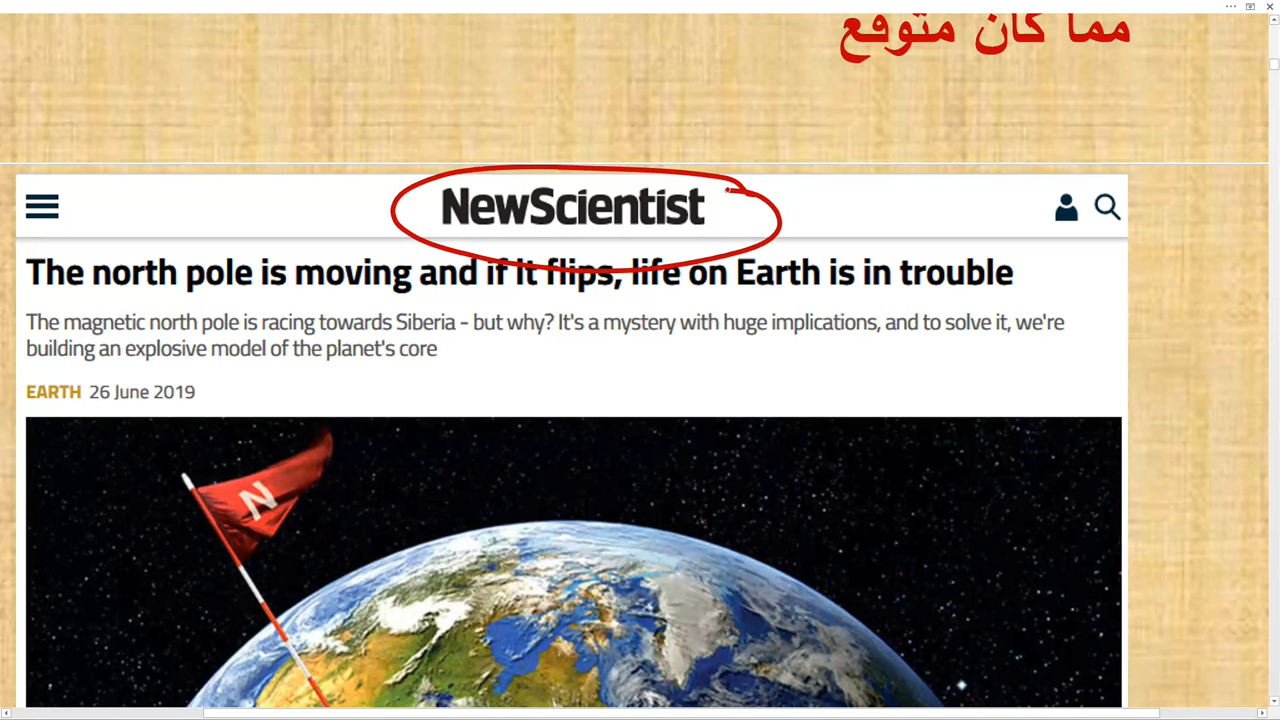 مما كان متوقع
NewScientist
The north pole is moving and if it flips, life on Earth is in trouble
The magnetic north pole is racing towards Siberia - but why? It's a mystery with huge implications, and to solve it, we're
building an explosive model of the planet's core
EARTH 26 June 2019
N